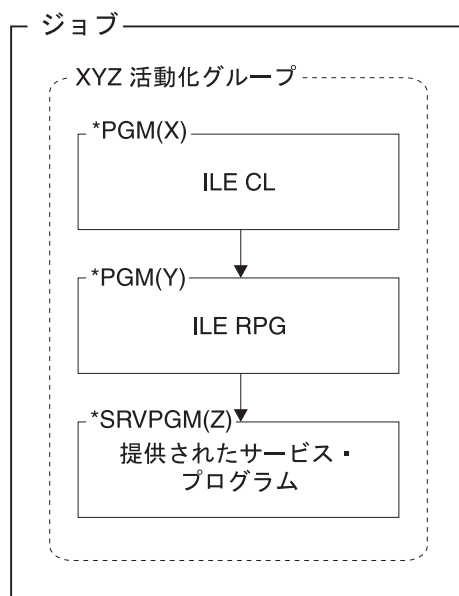 ジョブ
XYZ 活動化グループ
*PGM(X)
ILE CL
*PGM(Y)
ILE RPG
*SRVPGM(Z)
提供されたサービス・
プログラム